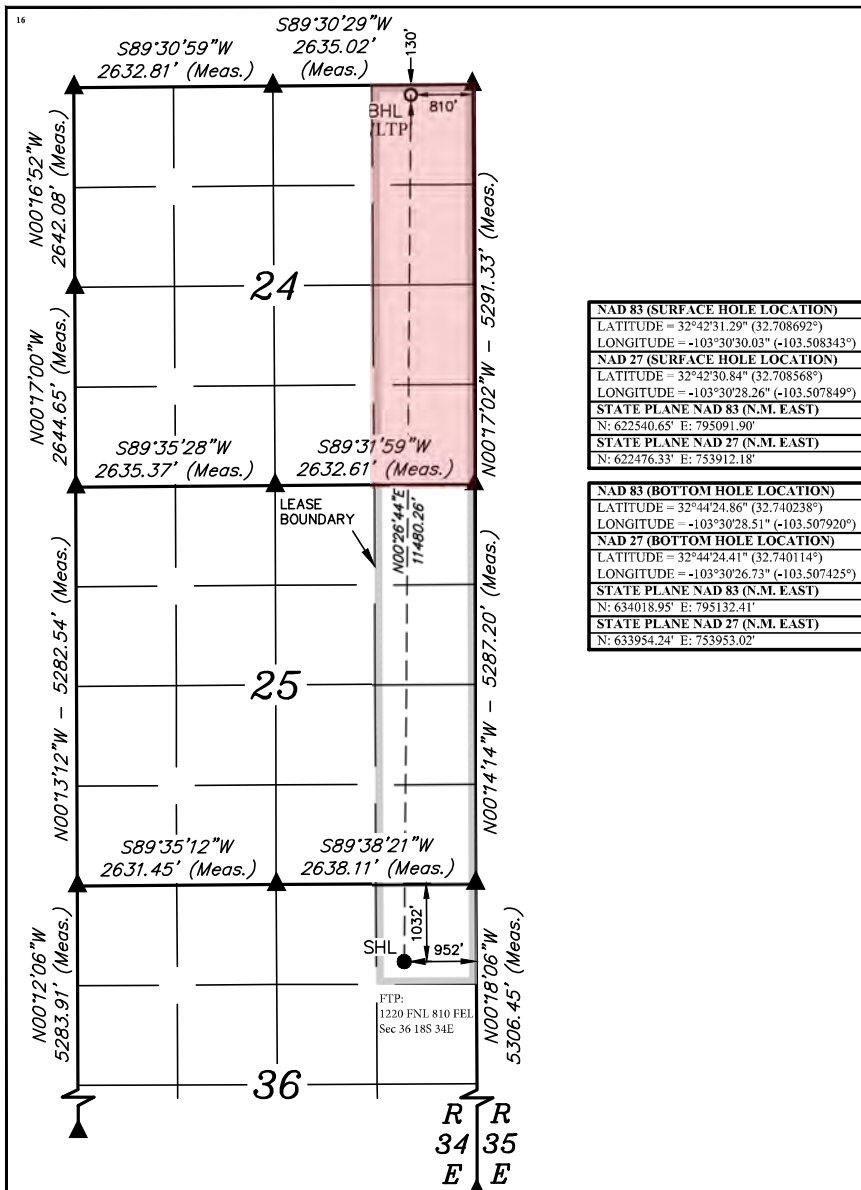 16
S89°30'59"W
2632.81' (Meas.)
S89°30'29"W
2635.02'
(Meas.)
130'
810'
BHL
/LTP
N00°16'52"W
2642.08' (Meas.)
N00°17'00"W
2644.65' (Meas.)
24
N00°17'02"W – 5291.33' (Meas.)
S89°35'28"W
2635.37' (Meas.)
S89°31'59"W
2632.61' (Meas.)
LEASE
BOUNDARY
N00°26'44"E
11480.26'
N00°13'12"W – 5282.54' (Meas.)
25
N00°14'14"W – 5287.20' (Meas.)
S89°35'12"W
2631.45' (Meas.)
S89°38'21"W
2638.11' (Meas.)
1032'
SHL
952'
N00°12'06"W
5283.91' (Meas.)
FTP:
1220 FNL 810 FEL
Sec 36 18S 34E
N00°18'06"W
5306.45' (Meas.)
36
R R
34 35
E E
NAD 83 (SURFACE HOLE LOCATION)
LATITUDE = 32°42'31.29" (32.708692°)
LONGITUDE = -103°30'30.03" (-103.508343°)
NAD 27 (SURFACE HOLE LOCATION)
LATITUDE = 32°42'30.84" (32.708568°)
LONGITUDE = -103°30'28.26" (-103.507849°)
STATE PLANE NAD 83 (N.M. EAST)
N: 622540.65' E: 795091.90'
STATE PLANE NAD 27 (N.M. EAST)
N: 622476.33' E: 753912.18'
NAD 83 (BOTTOM HOLE LOCATION)
LATITUDE = 32°44'24.86" (32.740238°)
LONGITUDE = -103°30'28.51" (-103.507920°)
NAD 27 (BOTTOM HOLE LOCATION)
LATITUDE = 32°44'24.41" (32.740114°)
LONGITUDE = -103°30'26.73" (-103.507425°)
STATE PLANE NAD 83 (N.M. EAST)
N: 634018.95' E: 795132.41'
STATE PLANE NAD 27 (N.M. EAST)
N: 633954.24' E: 753953.02'